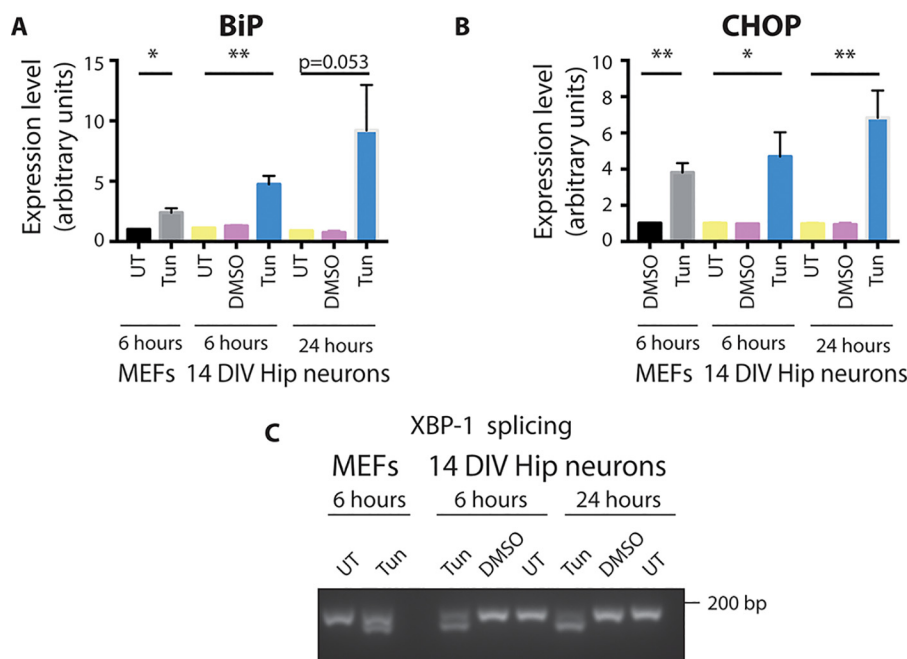 A
BiP
Expression level
(arbitrary units)
15
10
5
0
*
**
p=0.053
UT
Tun
UT
DMSO
Tun
UT
DMSO
Tun
6 hours
6 hours
24 hours
MEFs 14 DIV Hip neurons
B
CHOP
Expression level
(arbitrary units)
10
8
6
4
2
0
**
*
**
DMSO
Tun
UT
DMSO
Tun
UT
DMSO
Tun
6 hours
6 hours
24 hours
MEFs 14 DIV Hip neurons
C
XBP-1 splicing
MEFs 14 DIV Hip neurons
6 hours 6 hours 24 hours
UT Tun Tun DMSO UT Tun DMSO UT
200 bp